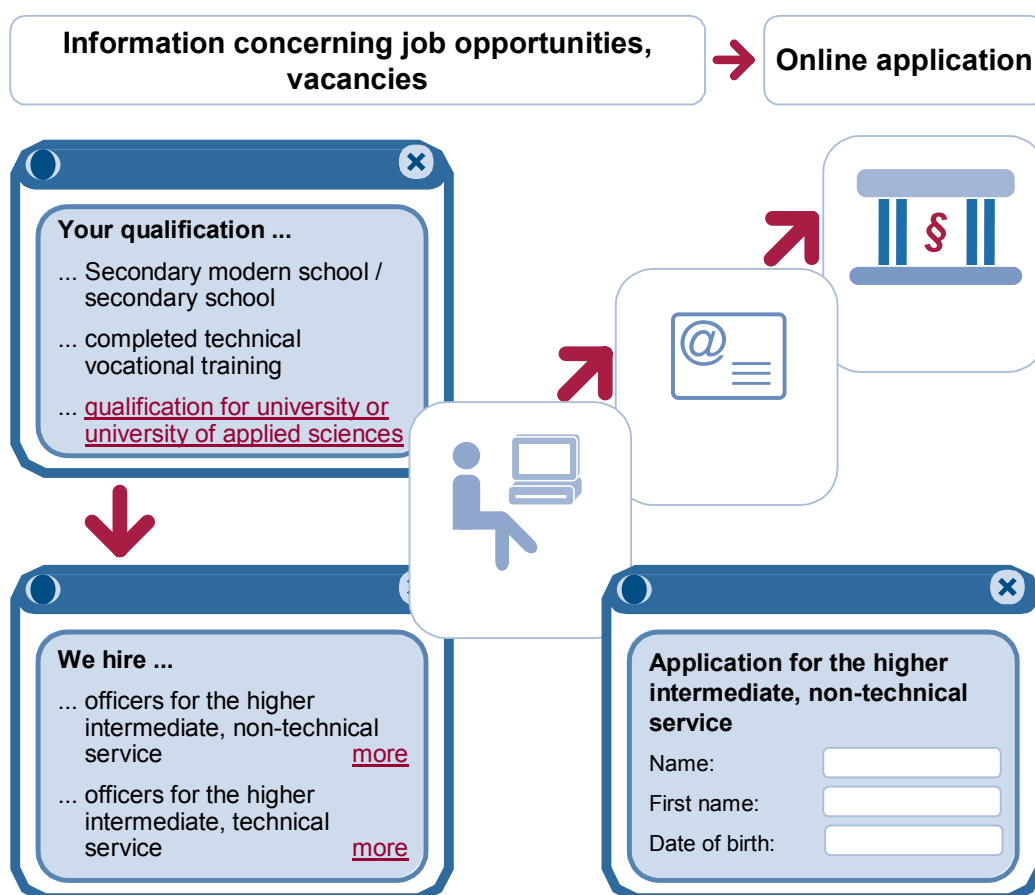 Information concerning job opportunities,
vacancies
Online application
Your qualification ...
... Secondary modern school /
secondary school
... completed technical
vocational training
... qualification for university or
university of applied sciences
§
@
We hire ...
... officers for the higher
intermediate, non-technical
service more
... officers for the higher
intermediate, technical
service more
Application for the higher
intermediate, non-technical
service
Name:
First name:
Date of birth: